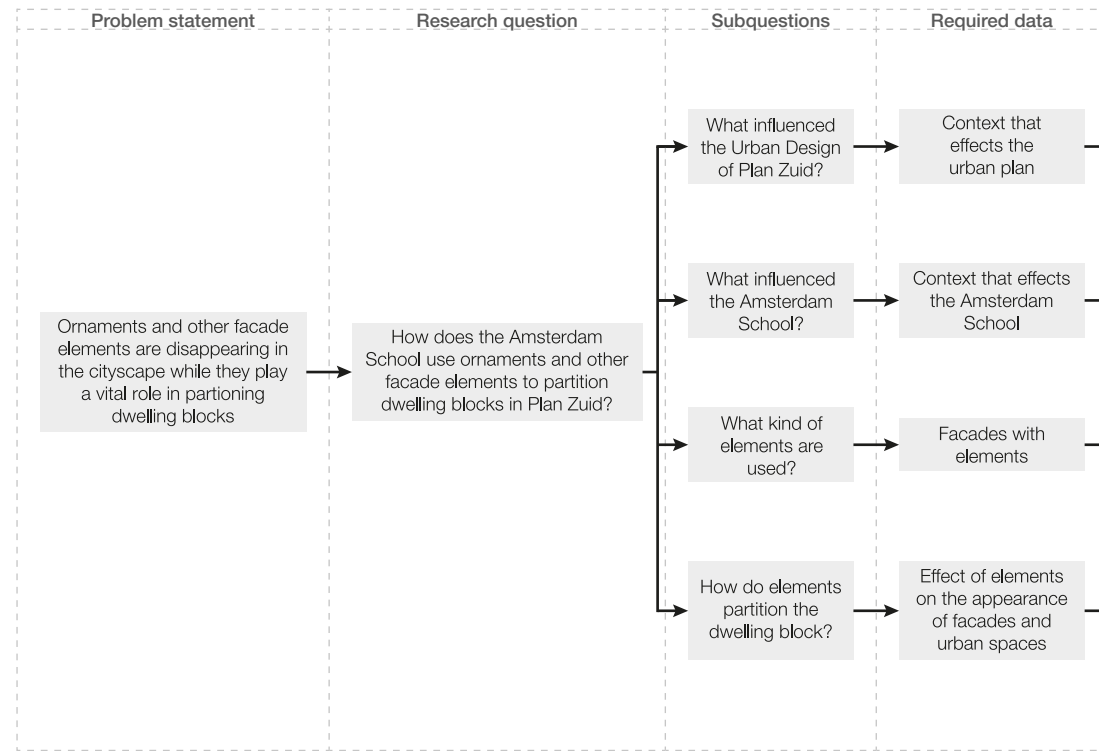 Problem statement
Research question
Subquestions
Required data
Ornaments and other facade
elements are disappearing in
the cityscape while they play
a vital role in partioning
dwelling blocks
How does the Amsterdam
School use ornaments and other
facade elements to partition
dwelling blocks in Plan Zuid?
What influenced
the Urban Design
of Plan Zuid?
Context that
effects the
urban plan
What influenced
the Amsterdam
School?
Context that effects
the Amsterdam
School
What kind of
elements are
used?
Facades with
elements
How do elements
partition the
dwelling block?
Effect of elements
on the appearance
of facades and
urban spaces